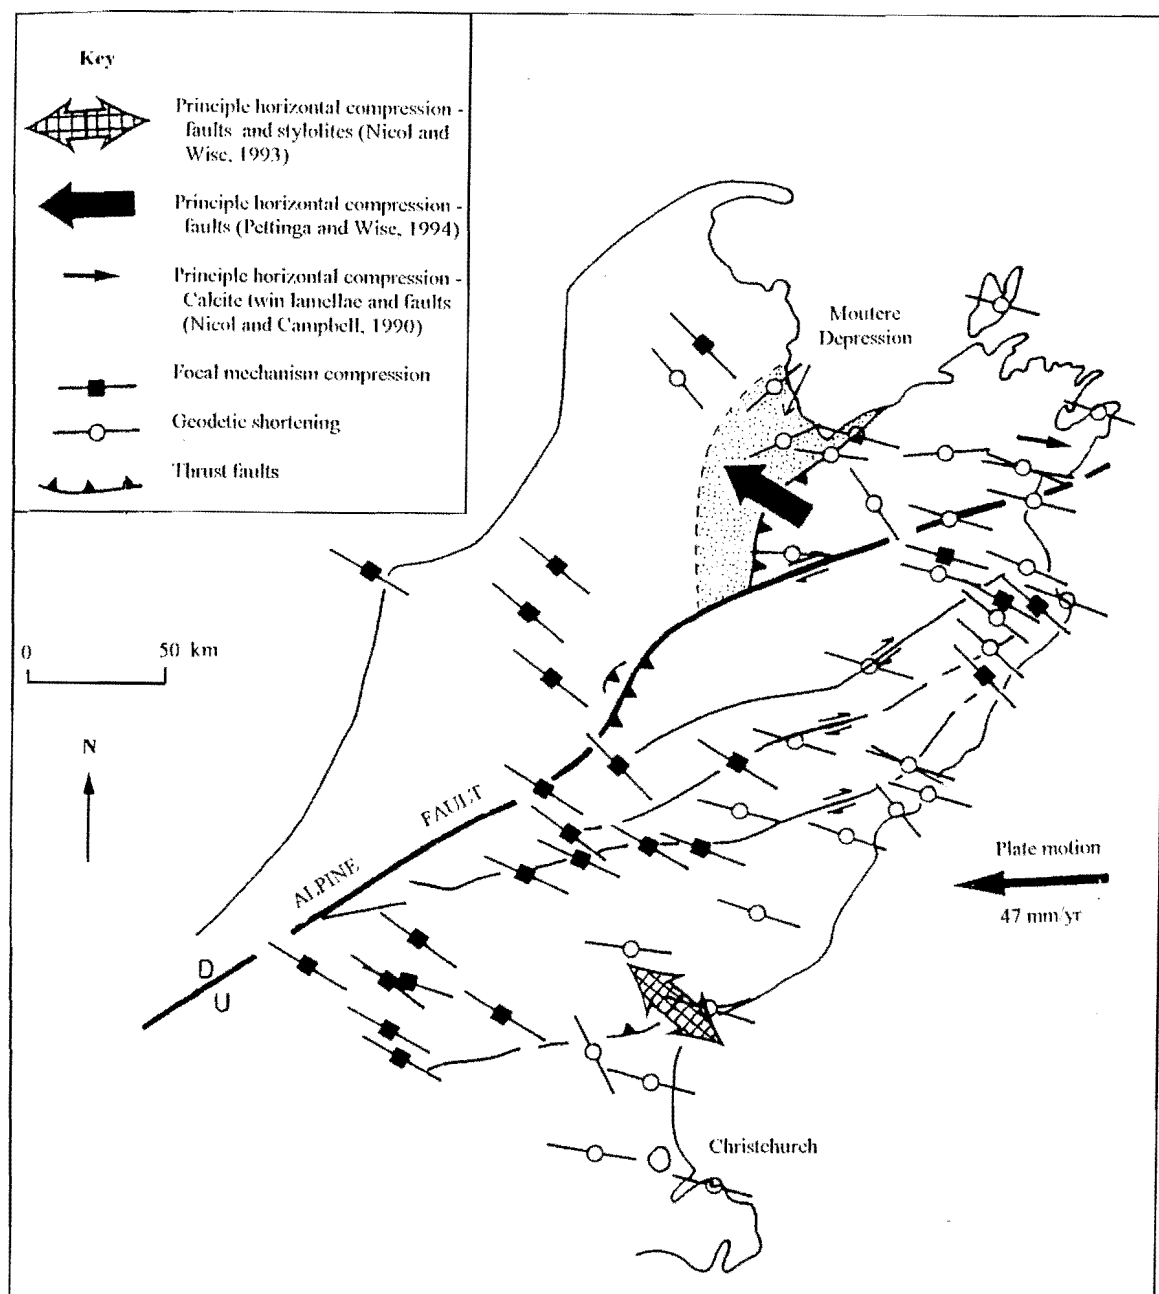 Key
Principle horizontal compression -
faults and stylolites (Nicol and
Wise, 1993)
Principle horizontal compression -
faults (Pettinga and Wise, 1994)
Principle horizontal compression -
Calcite twin lamellae and faults
(Nicol and Campbell, 1990)
Focal mechanism compression
Geodetic shortening
Thrust faults
Moutere
Depression
0 50 km
N
ALPINE FAULT
D
U
Plate motion
47 mm/yr
Christchurch